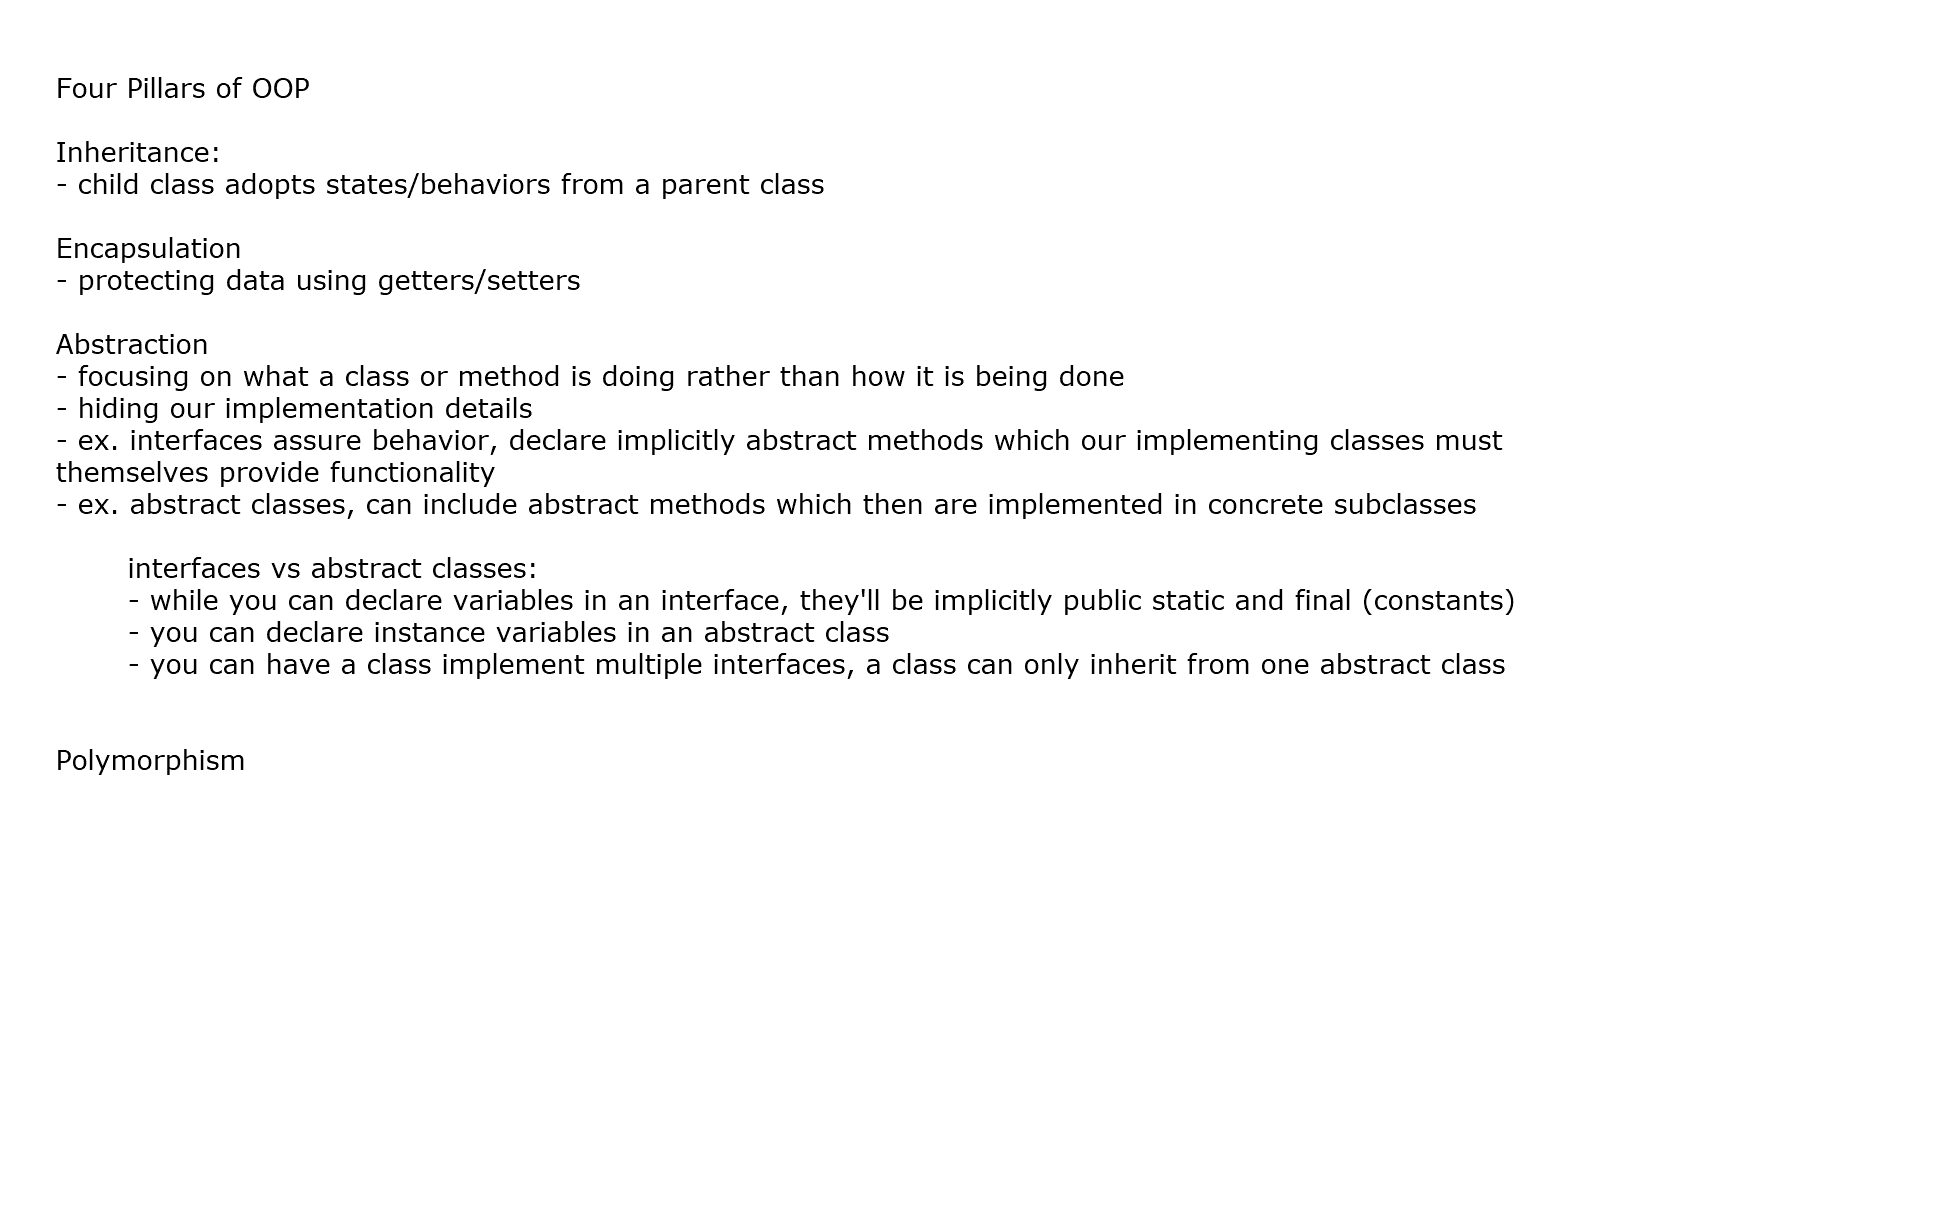 Four Pillars of OOP
Inheritance:
- child class adopts states/behaviors from a parent class
Encapsulation
- protecting data using getters/setters
Abstraction
- focusing on what a class or method is doing rather than how it is being done
- hiding our implementation details
- ex. interfaces assure behavior, declare implicitly abstract methods which our implementing classes must
themselves provide functionality
- ex. abstract classes, can include abstract methods which then are implemented in concrete subclasses
interfaces vs abstract classes:
- while you can declare variables in an interface, they'll be implicitly public static and final (constants)
- you can declare instance variables in an abstract class
- you can have a class implement multiple interfaces, a class can only inherit from one abstract class
Polymorphism